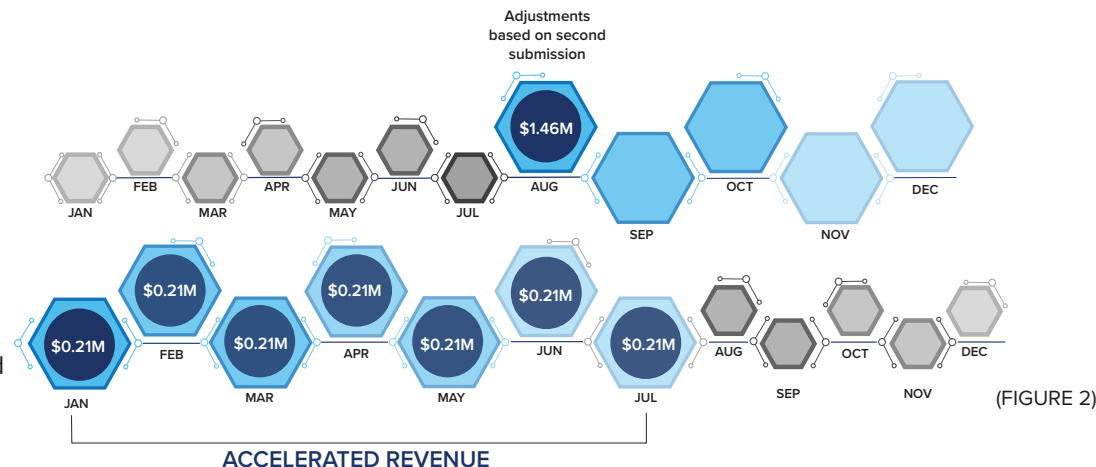 Adjustments
based on second
submission
$1.46M
FEB
APR
JUN
AUG
OCT
DEC
JAN
MAR
MAY
JUL
SEP
NOV
$0.21M
$0.21M
$0.21M
$0.21M
$0.21M
$0.21M
$0.21M
FEB
APR
JUN
AUG
OCT
DEC
d
JAN
MAR
MAY
JUL
SEP
NOV
(FIGURE 2)
ACCELERATED REVENUE